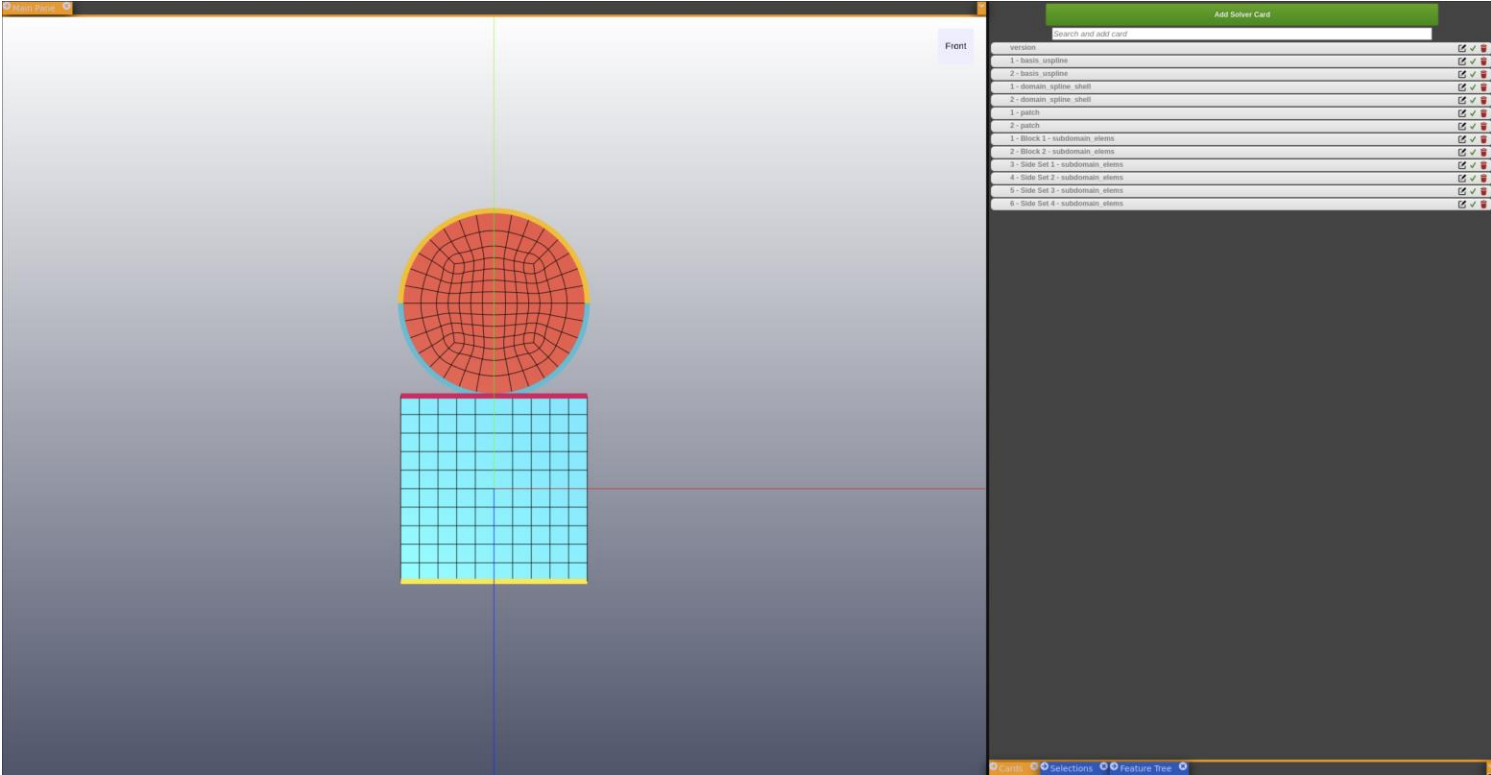 Main Pane
Front
Add Solver Card
Search and add card
version
1 - basis_uspline
2 - basis_uspline
1 - domain_spline_shell
2 - domain_spline_shell
1 - patch
2 - patch
1 - Block 1 - subdomain_elems
2 - Block 2 - subdomain_elems
3 - Side Set 1 - subdomain_elems
4 - Side Set 2 - subdomain_elems
5 - Side Set 3 - subdomain_elems
6 - Side Set 4 - subdomain_elems
Cards Selections Feature Tree